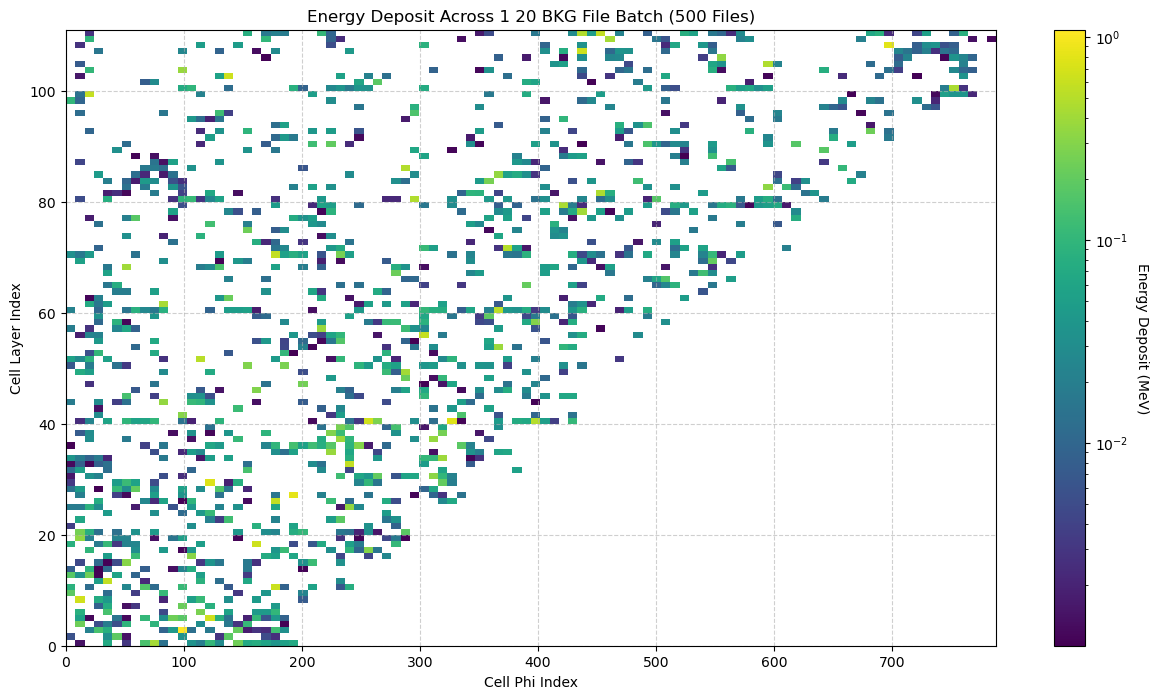 Energy Deposit Across 1 20 BKG File Batch (500 Files)
Cell Layer Index
100
80
60
40
20
0
0 100 200 300 400 500 600 700
Cell Phi Index
10^0
10^-1
10^-2
Energy Deposit (MeV)